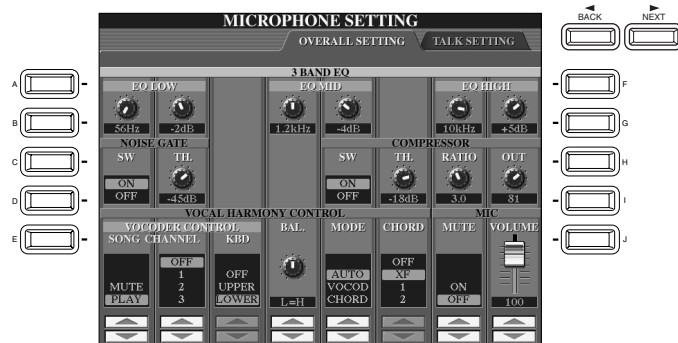 MICROPHONE SETTING
BACK NEXT
OVERALL SETTING TALK SETTING
3 BAND EQ
A F
EQ LOW EQ MID EQ HIGH
56Hz -2dB 1.2kHz -4dB 10kHz +5dB
B G
NOISE GATE COMPRESSOR
SW TH. SW TH. RATIO OUT
C H
ON ON
OFF -45dB OFF -18dB 3.0 81
D I
VOCAL HARMONY CONTROL MIC
VOCODER CONTROL BAL. MODE CHORD MUTE VOLUME
SONG CHANNEL KBD
E J
OFF OFF
1 OFF AUTO XF
MUTE 2 UPPER VOCOD 1 ON
PLAY 3 LOWER L=H CHORD 2 OFF 100